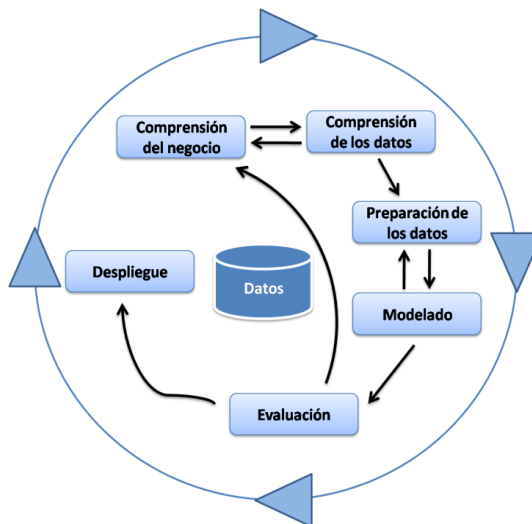 Comprensión
del negocio
Comprensión
de los datos
Preparación de
los datos
Despliegue
Datos
Modelado
Evaluación